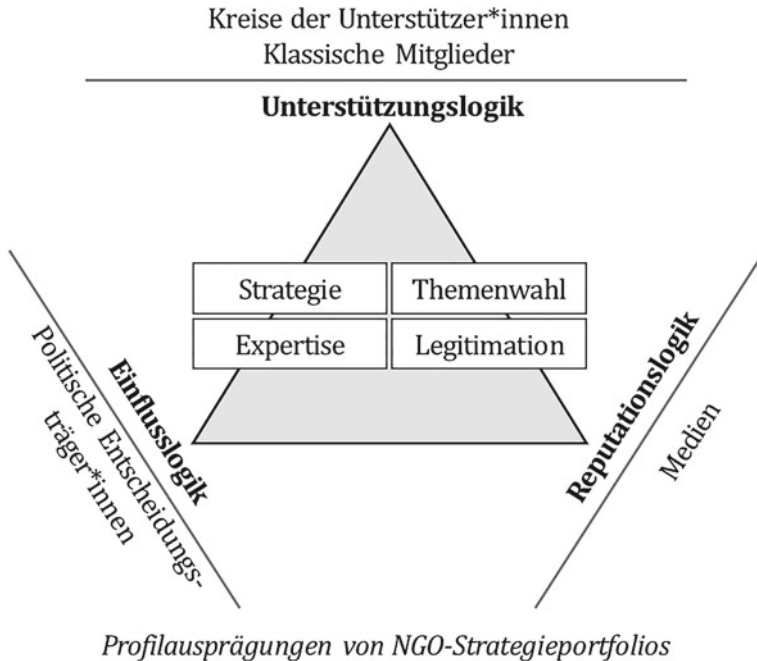 Kreise der Unterstützer*innen
Klassische Mitglieder
Unterstützungslogik
Strategie
Themenwahl
Expertise
Legitimation
Einflusslogik
Politische Entscheidungs-
träger*innen
Reputationslogik
Medien
Profilausprägungen von NGO-Strategieportfolios